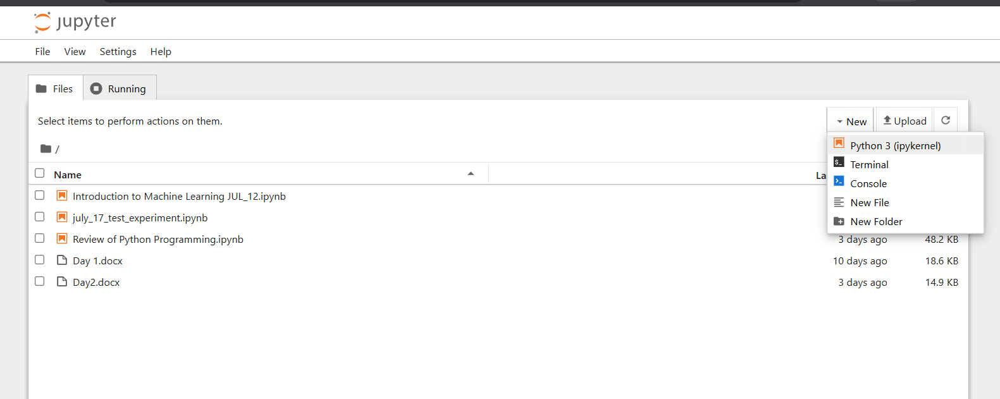 jupyter
File View Settings Help
Files Running
Select items to perform actions on them.
New Upload
/
Python 3 (ipykernel)
Terminal
Console
New File
New Folder
Name La
Introduction to Machine Learning JUL_12.ipynb
july_17_test_experiment.ipynb
Review of Python Programming.ipynb 3 days ago 48.2 KB
Day 1.docx 10 days ago 18.6 KB
Day2.docx 3 days ago 14.9 KB